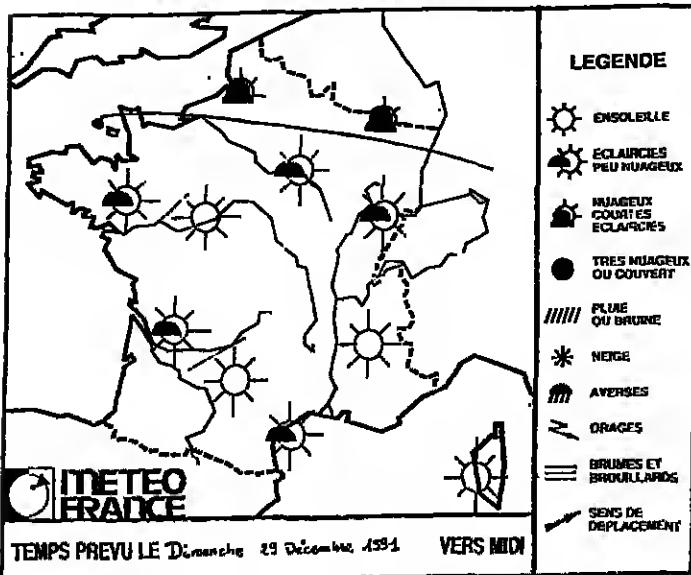 LEGENDE
ENSOLEILLE
ECLAIRCIES
PEU NUAGEUX
NUAGEUX
COURTES
ECLAIRCIES
TRES NUAGEUX
OU COUVERT
PLUIE
OU BRUINE
NEIGE
AVERSES
ORAGES
BRUMES ET
BROUILLARDS
SENS DE
DEPLACEMENT
METEO
FRANCE
TEMPS PREVU LE Dimanche 29 Décembre 1991 VERS MIDI